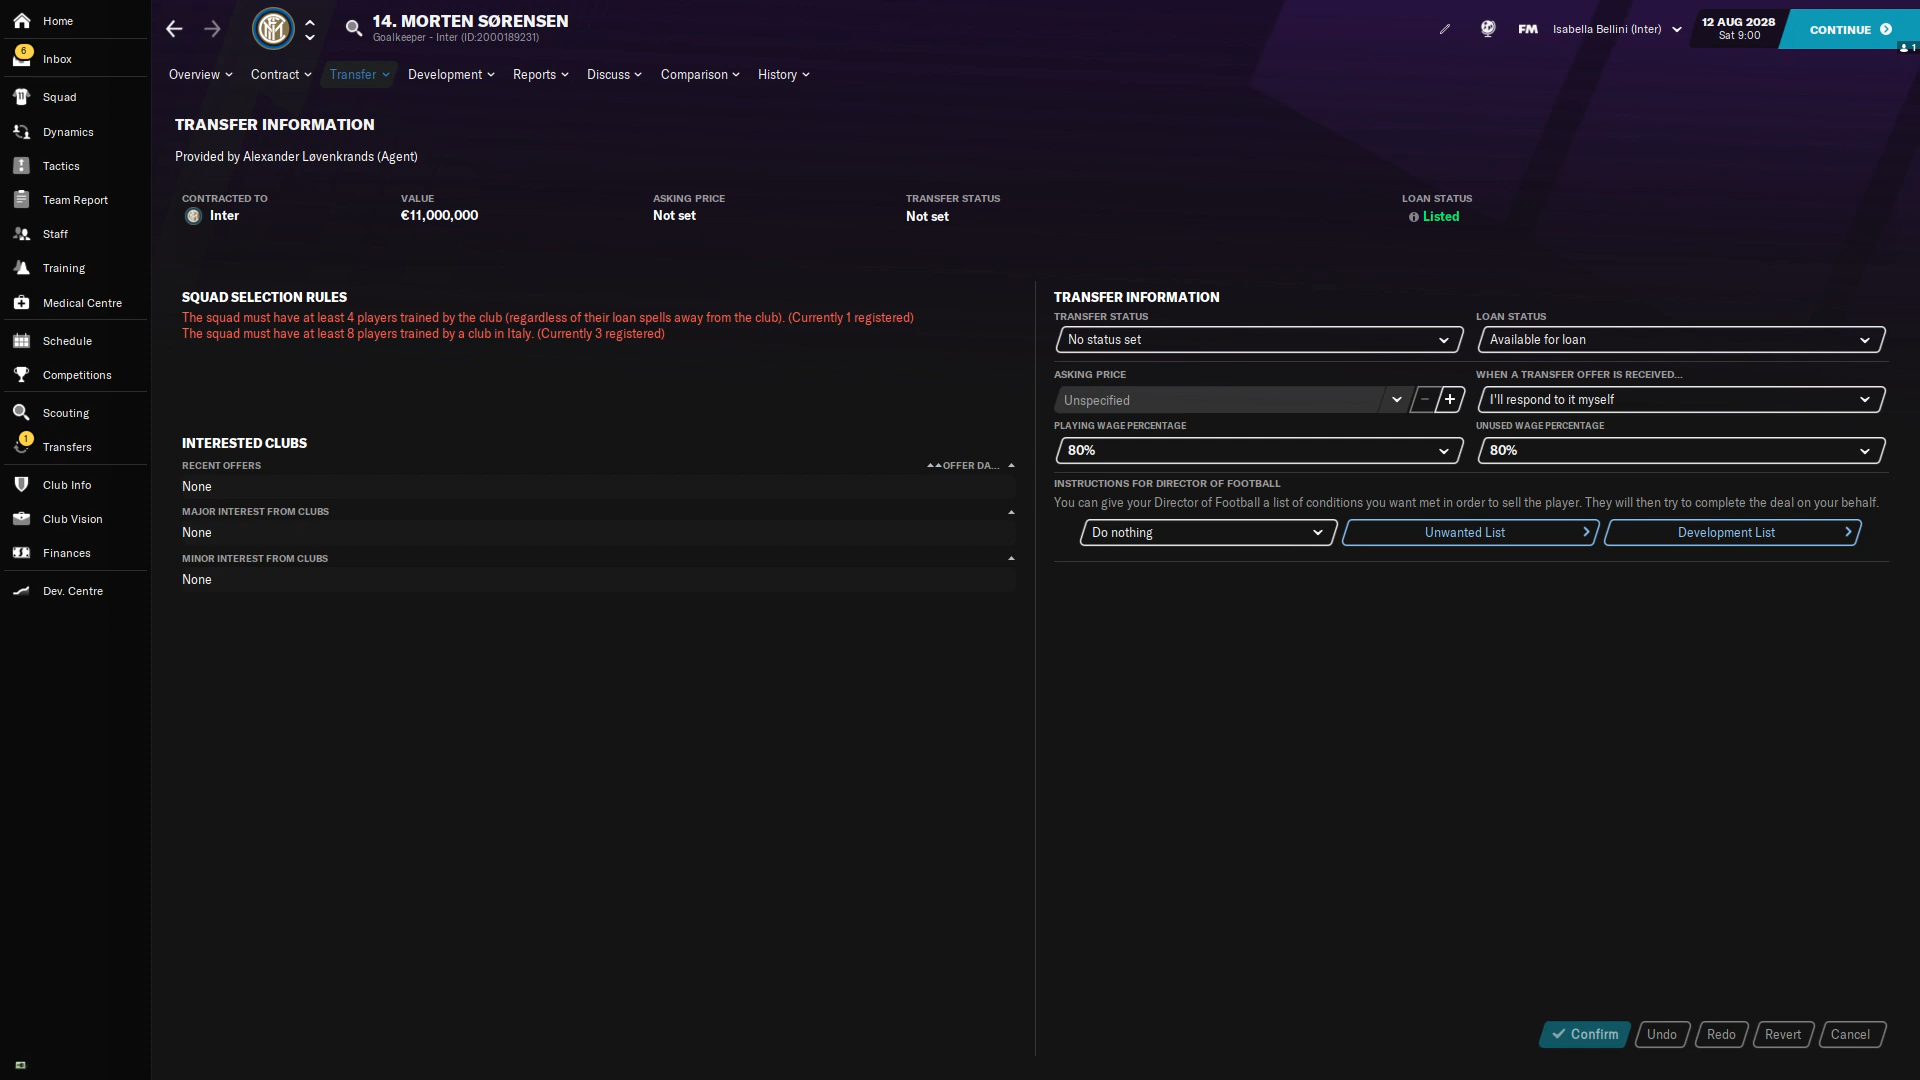 Home
6
Inbox
Squad
Dynamics
Tactics
Team Report
Staff
Training
Medical Centre
Schedule
Competitions
Scouting
1
Transfers
Club Info
Club Vision
Finances
Dev. Centre
14. MORTEN SØRENSEN
Goalkeeper - Inter (ID:2000189231)
FM
Isabella Bellini (Inter)
12 AUG 2028
Sat 9:00
CONTINUE
1
Overview
Contract
Transfer
Development
Reports
Discuss
Comparison
History
TRANSFER INFORMATION
Provided by Alexander Løvenkrands (Agent)
CONTRACTED TO
Inter
VALUE
€11,000,000
ASKING PRICE
Not set
TRANSFER STATUS
Not set
LOAN STATUS
Listed
SQUAD SELECTION RULES
The squad must have at least 4 players trained by the club (regardless of their loan spells away from the club). (Currently 1 registered)
The squad must have at least 8 players trained by a club in Italy. (Currently 3 registered)
INTERESTED CLUBS
RECENT OFFERS
OFFER DA...
None
MAJOR INTEREST FROM CLUBS
None
MINOR INTEREST FROM CLUBS
None
TRANSFER INFORMATION
TRANSFER STATUS
LOAN STATUS
No status set
Available for loan
ASKING PRICE
WHEN A TRANSFER OFFER IS RECEIVED...
Unspecified
I'll respond to it myself
PLAYING WAGE PERCENTAGE
UNUSED WAGE PERCENTAGE
80%
80%
INSTRUCTIONS FOR DIRECTOR OF FOOTBALL
You can give your Director of Football a list of conditions you want met in order to sell the player. They will then try to complete the deal on your behalf.
Do nothing
Unwanted List
Development List
Confirm
Undo
Redo
Revert
Cancel